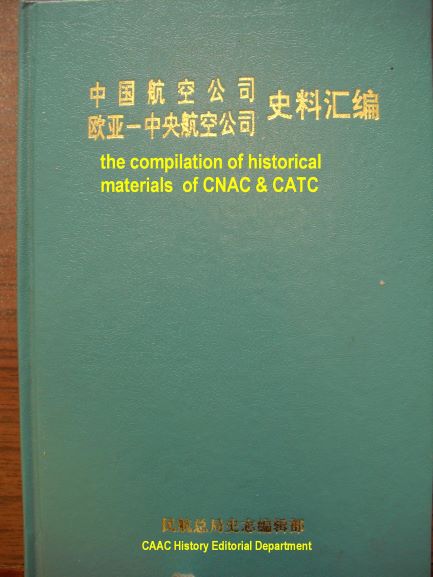 中国航空公司
欧亚一中央航空公司
史料汇编
the compilation of historical
materials of CNAC & CATC
民航总局史志编辑部
CAAC History Editorial Department